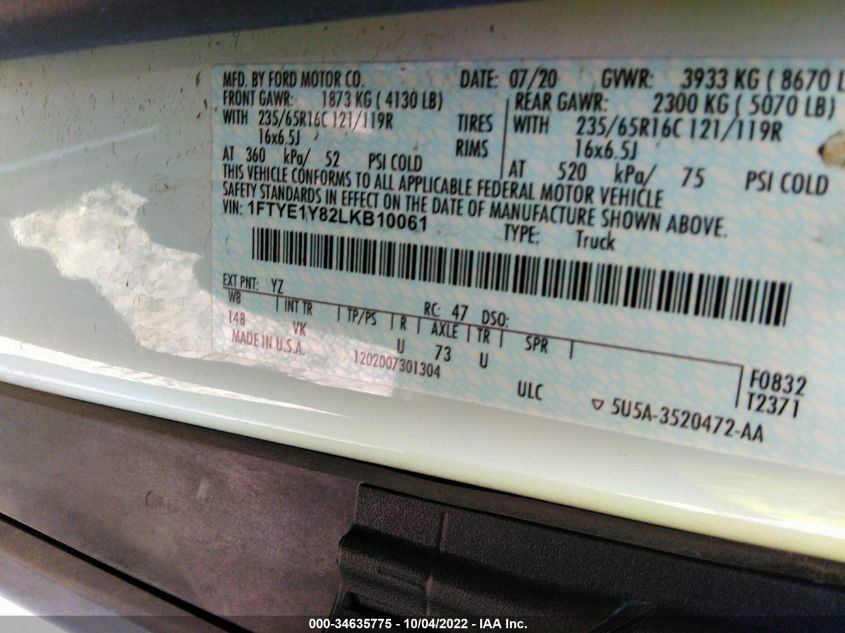 MFD. BY FORD MOTOR CO. DATE: 07/20 GVWR: 3933 KG ( 8670 L
FRONT GAWR: 1873 KG ( 4130 LB) REAR GAWR: 2300 KG ( 5070 LB)
WITH 235/65R16C 121/119R TIRES WITH 235/65R16C 121/119R
16x6.5J RIMS 16x6.5J
AT 360 kPa/ 52 PSI COLD AT 520 kPa/ 75 PSI COLD
THIS VEHICLE CONFORMS TO ALL APPLICABLE FEDERAL MOTOR VEHICLE
SAFETY STANDARDS IN EFFECT ON THE DATE OF MANUFACTURE SHOWN ABOVE.
VIN: 1FTYE1Y82LKB10061 TYPE: Truck
EXT PNT: YZ RC: 47 DSO:
WB INT TR TP/PS R AXLE TR SPR
148 VK U 73 U
MADE IN U.S.A. 1202007301304 ULC
F0832
T2371
5U5A-3520472-AA
000-34635775 - 10/04/2022 - IAA Inc.